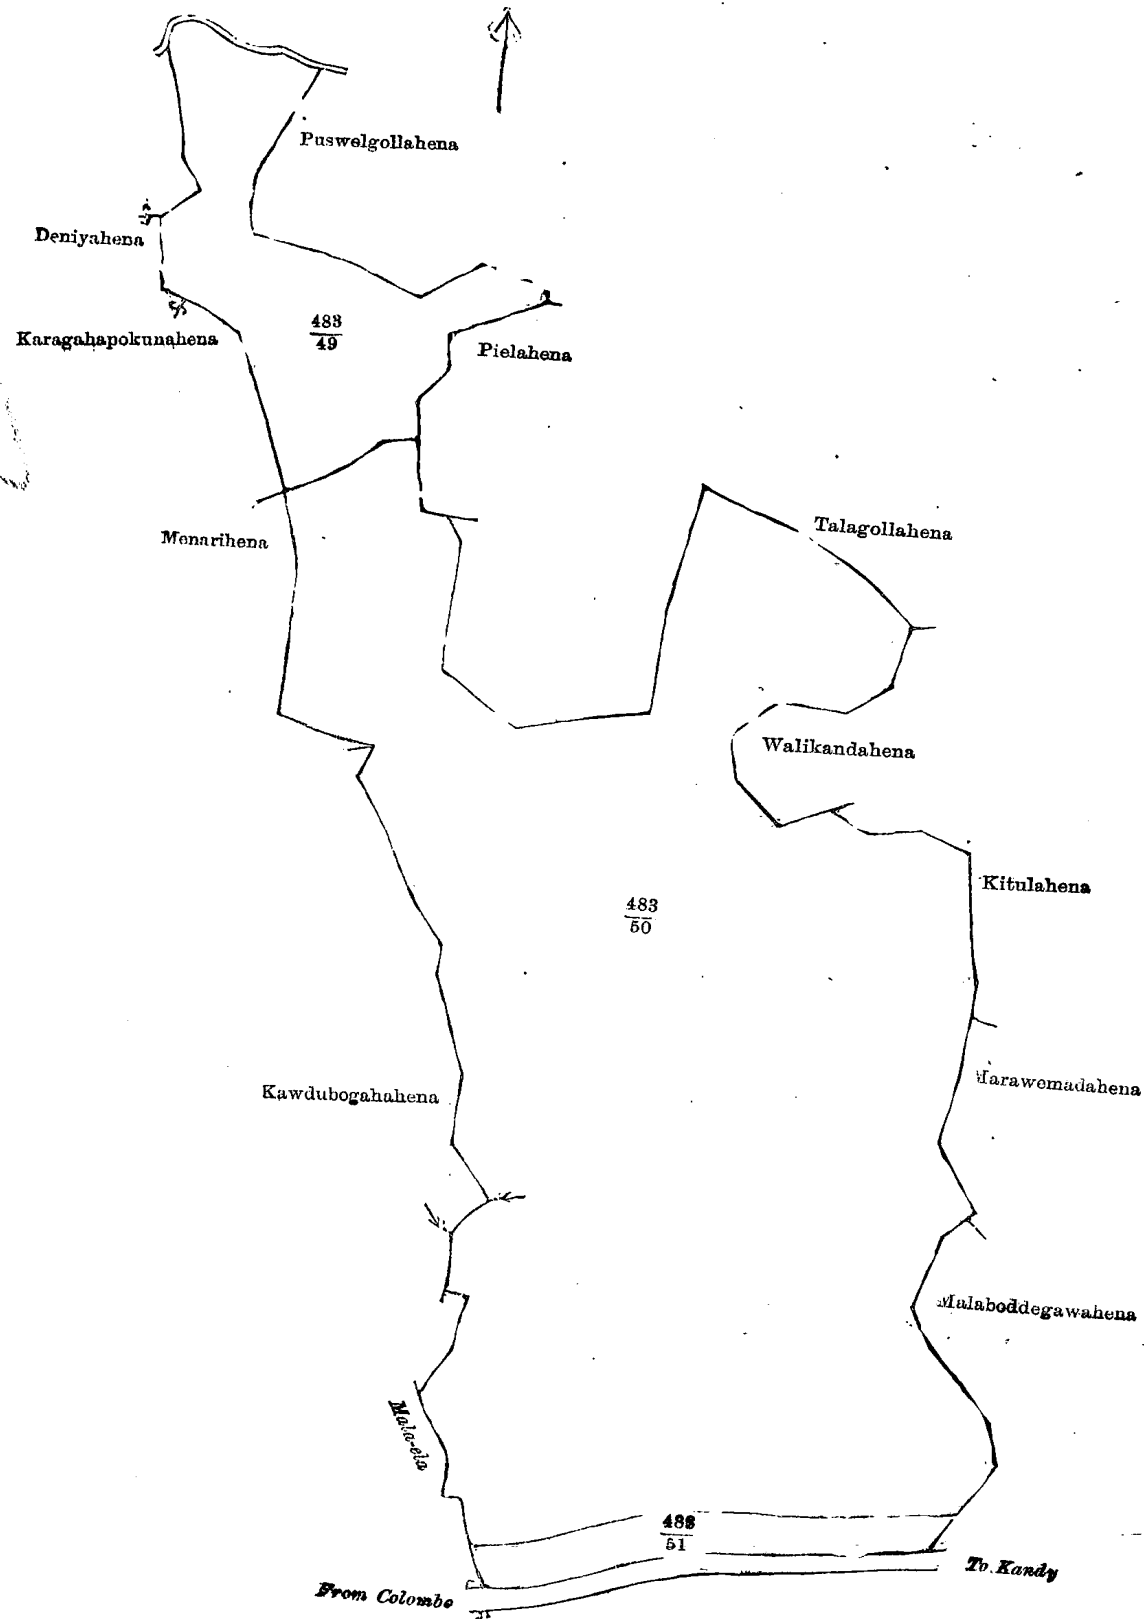 Puswelgollahena
Deniyahena
Karagahapokunahena
483
49
Pielahena
Menarihena
Talagollahena
Walikandahena
Kitulahena
483
50
Kawdubogahahena
Marawemadahena
Malaboddegawahena
Mala-ela
483
51
From Colombo
To Kandy